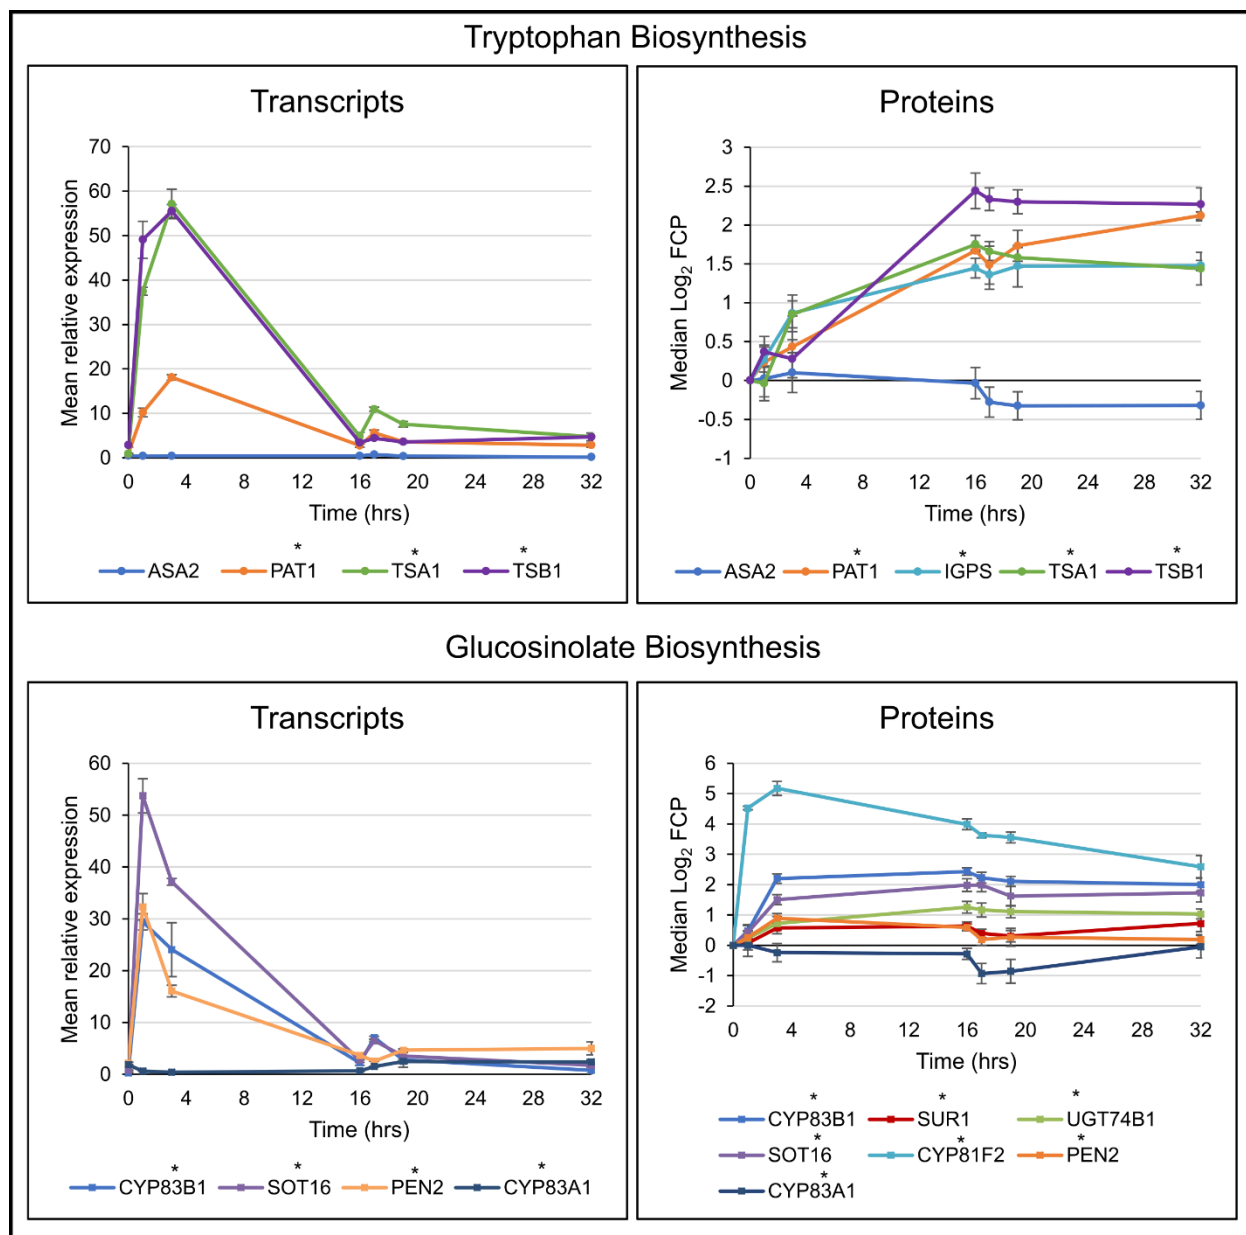 Tryptophan Biosynthesis
Transcripts
Mean relative expression
70
60
50
40
30
20
10
0
0 4 8 12 16 20 24 28 32
Time (hrs)
* * *
ASA2 PAT1 TSA1 TSB1
Proteins
Median Log₂ FCP
3
2.5
2
1.5
1
0.5
0
-0.5
-1
0 4 8 12 16 20 24 28 32
Time (hrs)
* * * *
ASA2 PAT1 IGPS TSA1 TSB1
Glucosinolate Biosynthesis
Transcripts
Mean relative expression
60
50
40
30
20
10
0
0 4 8 12 16 20 24 28 32
Time (hrs)
* * * *
CYP83B1 SOT16 PEN2 CYP83A1
Proteins
Median Log₂ FCP
6
5
4
3
2
1
0
-1
-2
0 4 8 12 16 20 24 28 32
Time (hrs)
* * *
CYP83B1 SUR1 UGT74B1
* * *
SOT16 CYP81F2 PEN2
*
CYP83A1